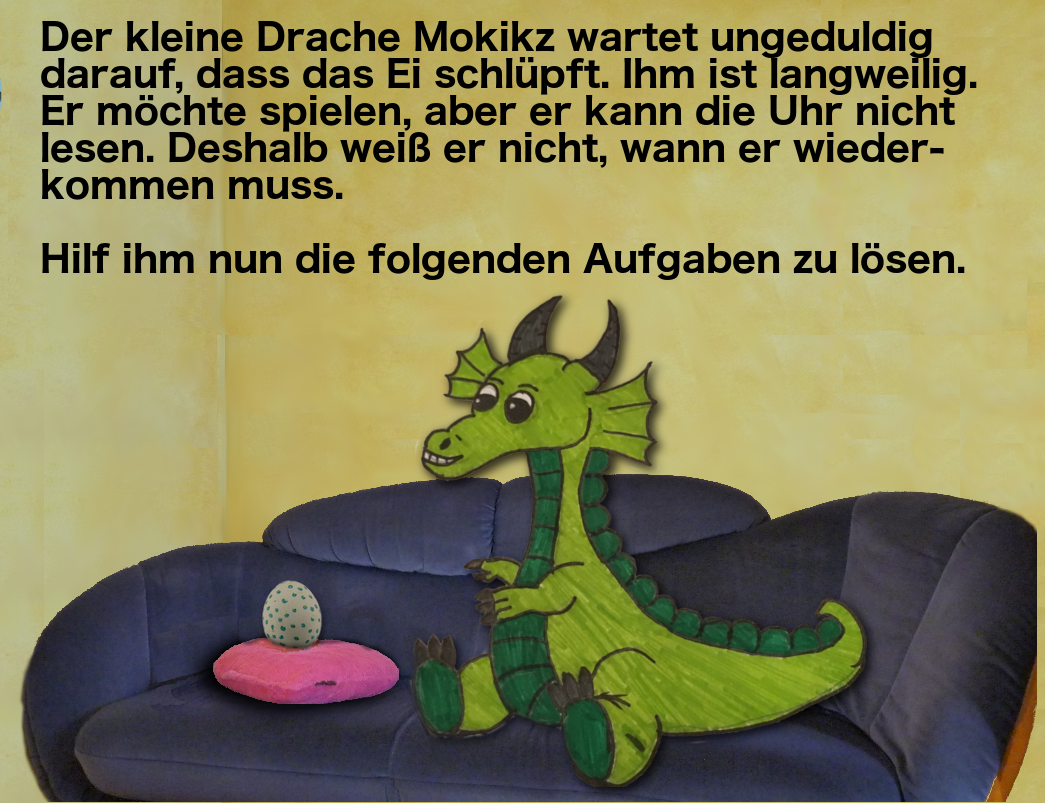 Der kleine Drache Mokikz wartet ungeduldig
darauf, dass das Ei schlüpft. Ihm ist langweilig.
Er möchte spielen, aber er kann die Uhr nicht
lesen. Deshalb weiß er nicht, wann er wieder-
kommen muss.
Hilf ihm nun die folgenden Aufgaben zu lösen.